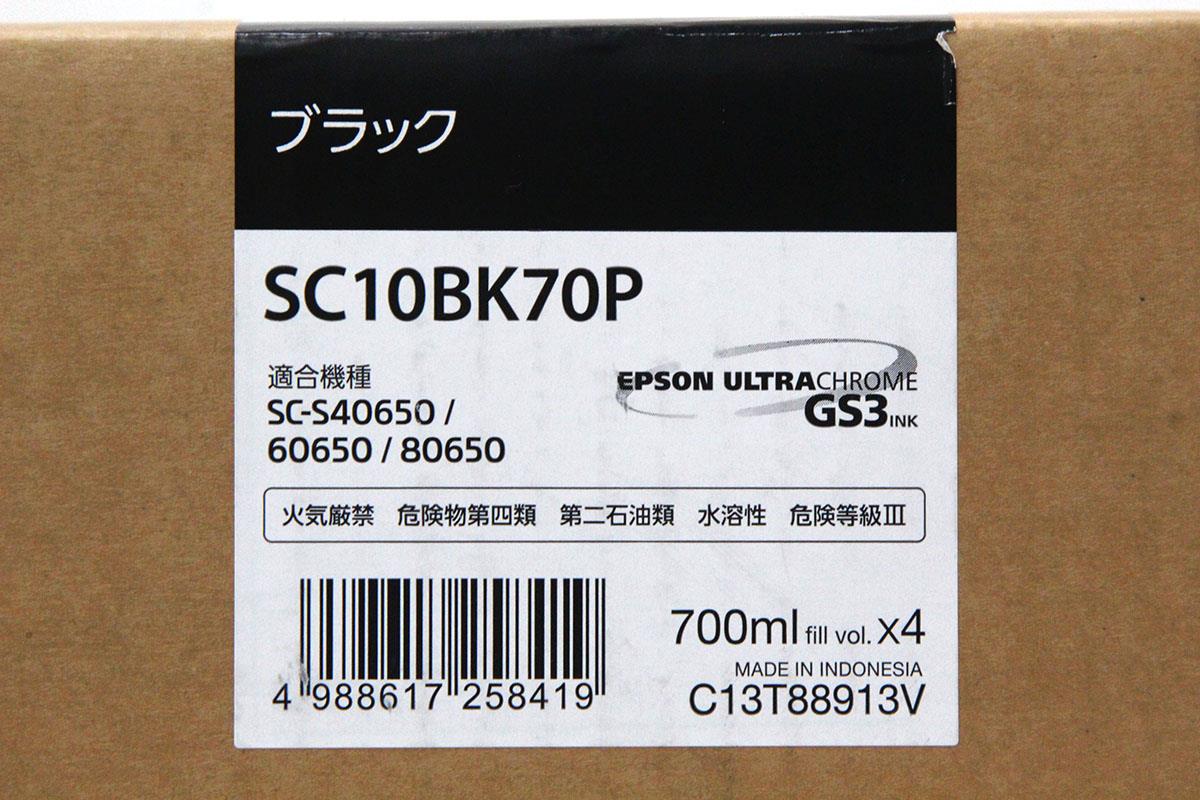 ブラック
SC10BK70P
適合機種
SC-S40650 /
60650 / 80650
EPSON ULTRACHROME
GS3 INK
火気厳禁 危険物第四類 第二石油類 水溶性 危険等級Ⅲ
700ml fill vol. x4
MADE IN INDONESIA
C13T88913V
4 988617 258419